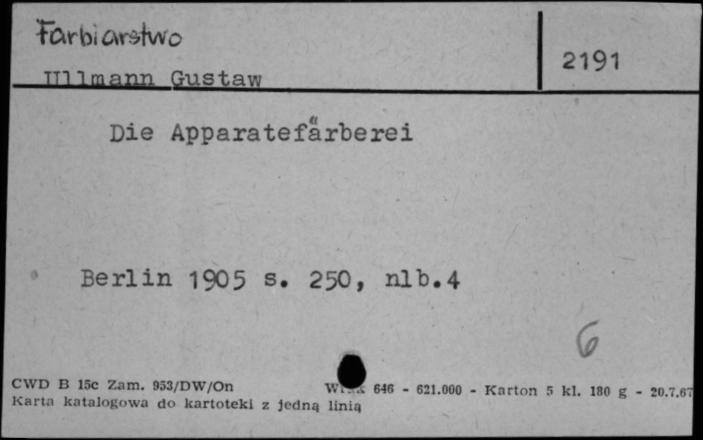 Farbiarstwo
2191
Ullmann Gustaw
Die Apparatefärberei
Berlin 1905 s. 250, nlb.4
6
CWD B 15c Zam. 953/DW/On 646 - 621.000 - Karton 5 kl. 180 g - 20.7.67
Karta katalogowa do kartoteki z jedną linią